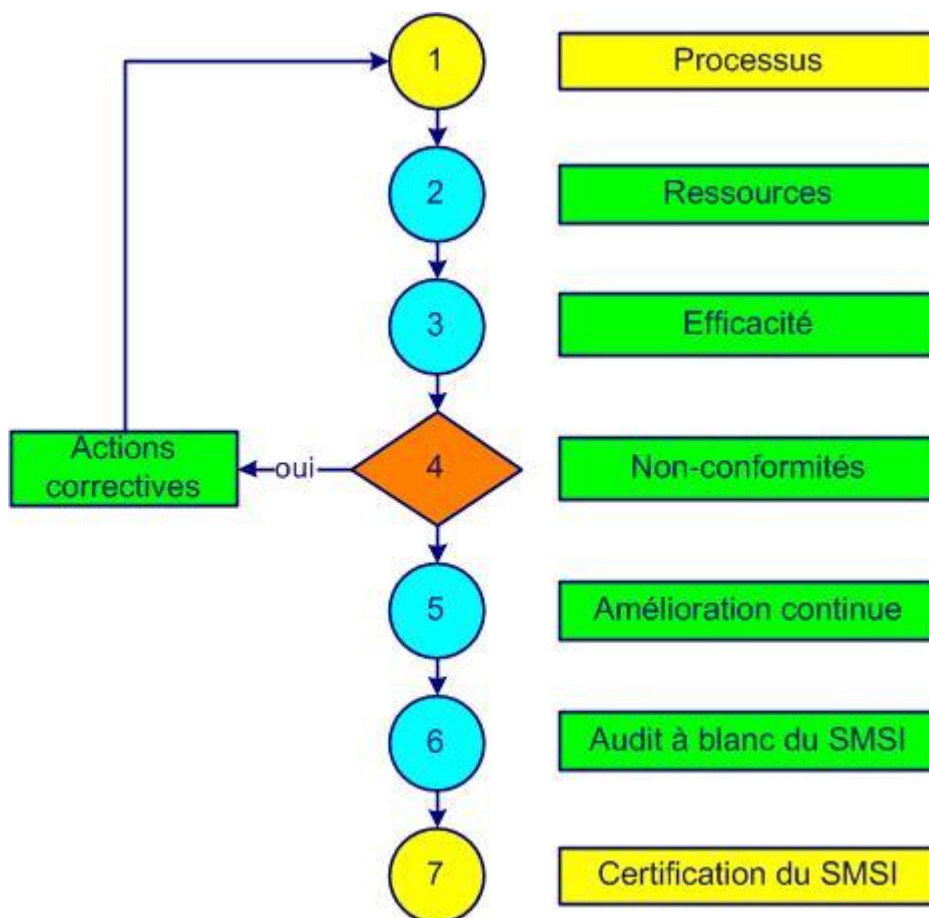 1
Processus
2
Ressources
3
Efficacité
Actions
correctives
oui
4
Non-conformités
5
Amélioration continue
6
Audit à blanc du SMSI
7
Certification du SMSI